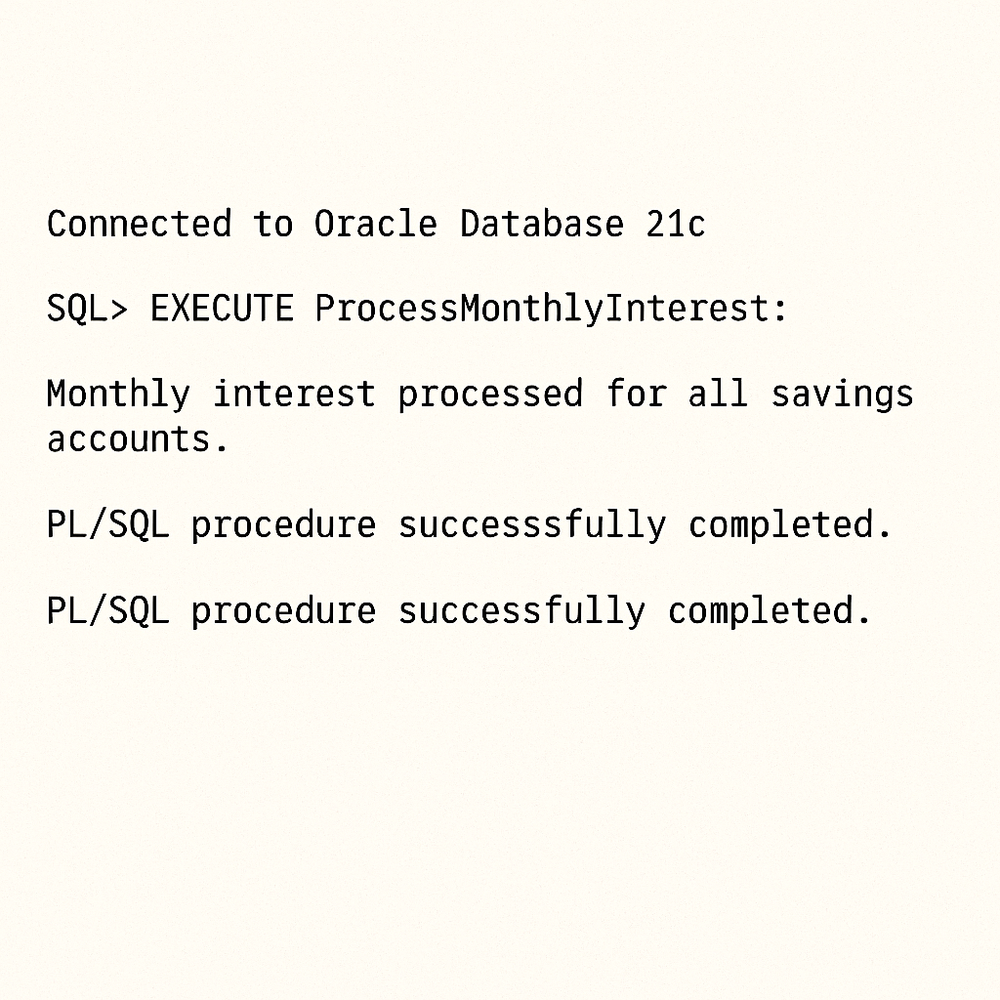 Connected to Oracle Database 21c
SQL> EXECUTE ProcessMonthlyInterest:
Monthly interest processed for all savings
accounts.
PL/SQL procedure successsfully completed.
PL/SQL procedure successfully completed.